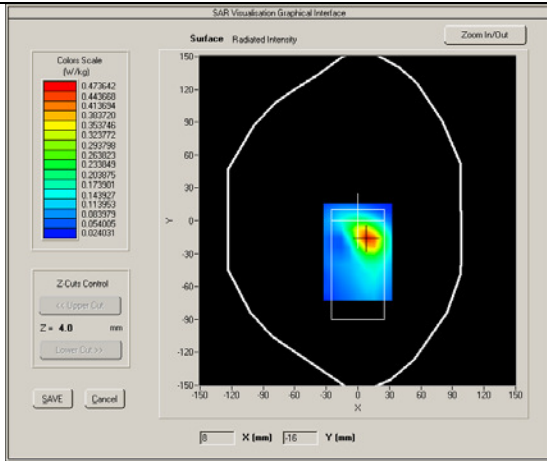 SAR Visualisation Graphical Interface
Surface Radiated Intensity
Zoom In/Out
Colors Scale
(W/kg)
0.473642
0.443668
0.413694
0.383720
0.353746
0.323772
0.293798
0.263823
0.233849
0.203875
0.173901
0.143927
0.113953
0.083979
0.054005
0.024031
Z-Cuts Control
<< Upper Cut
Z = 4.0 mm
Lower Cut >>
SAVE
Cancel
150-
120-
90-
60-
30-
0-
-30-
-60-
-90-
-120-
-150-
Y
-150 -120 -90 -60 -30 0 30 60 90 120 150
X
8 X (mm) -16 Y (mm)